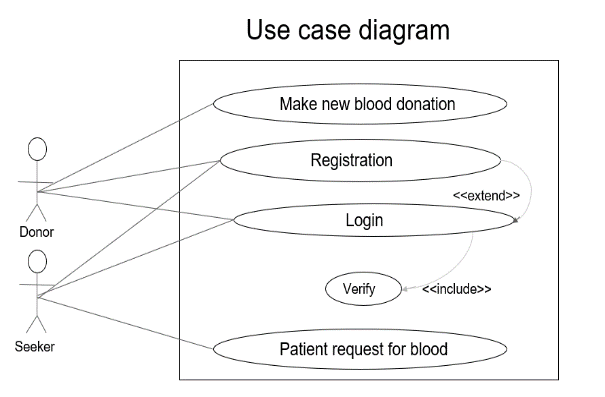 Use case diagram
Make new blood donation
Registration
<<extend>>
Login
Donor
Verify
<<include>>
Seeker
Patient request for blood